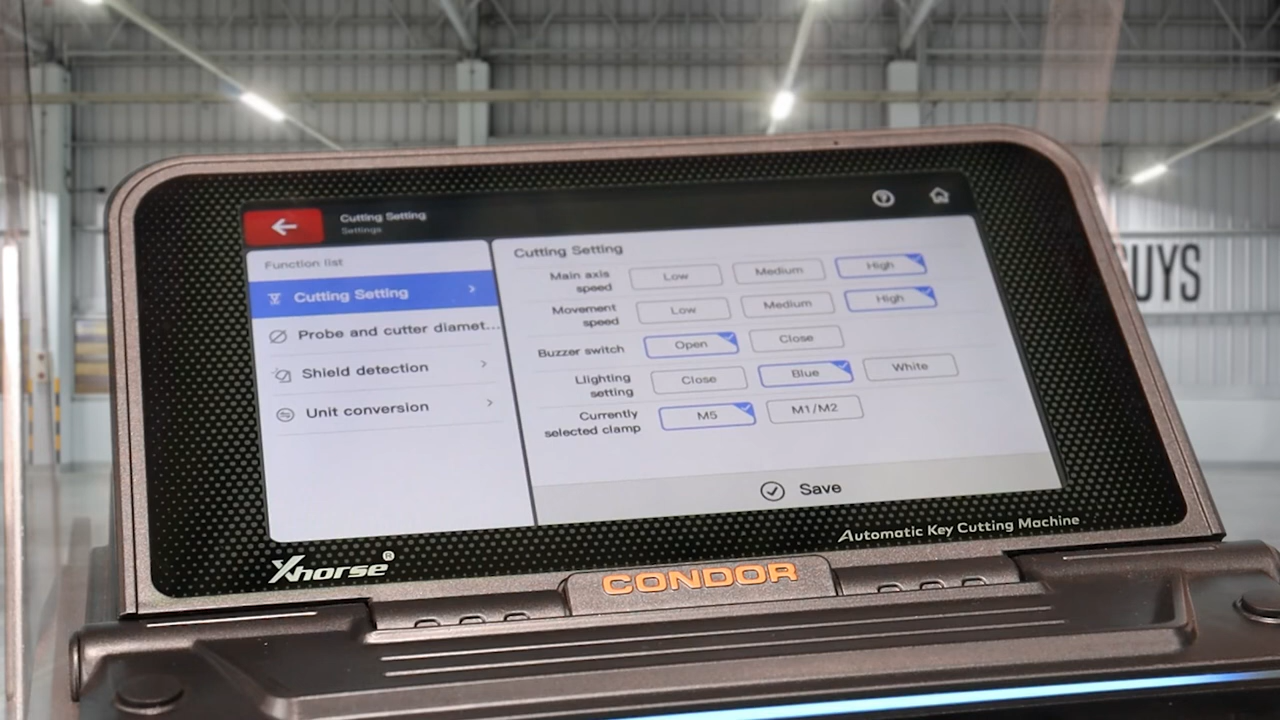 Cutting Setting
Settings
Function list
Cutting Setting
Probe and cutter diamet...
Shield detection
Unit conversion
Cutting Setting
Main axis
speed
Low Medium High
Movement
speed
Low Medium High
Buzzer switch Open Close
Llighting
setting
Close Blue White
Currently
selected clamp
M5 M1/M2
Save
Xhorse®
Automatic Key Cutting Machine
CONDOR
GUYS